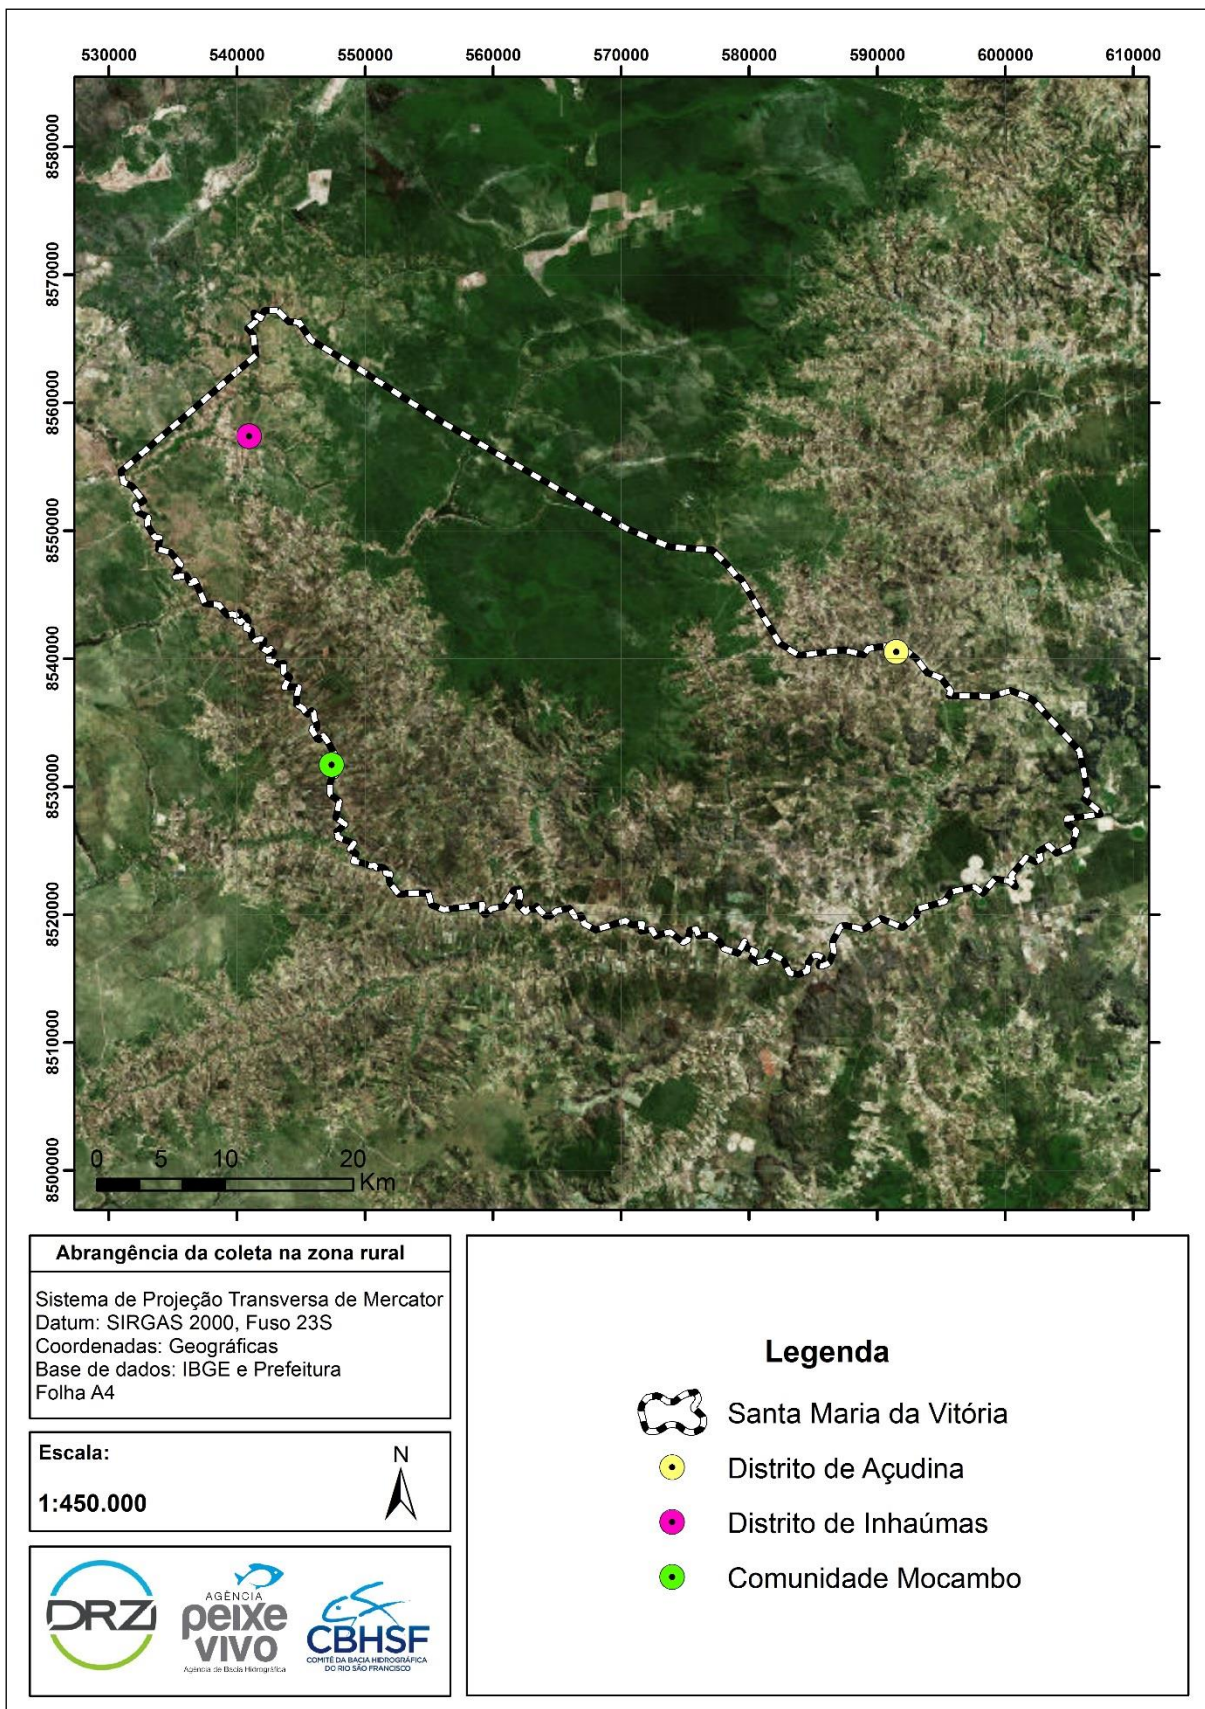 530000 540000 550000 560000 570000 580000 590000 600000 610000
8580000
8570000
8560000
8550000
8540000
8530000
8520000
8510000
8500000
0 5 10 20
Km
Abrangência da coleta na zona rural
Sistema de Projeção Transversa de Mercator
Datum: SIRGAS 2000, Fuso 23S
Coordenadas: Geográficas
Base de dados: IBGE e Prefeitura
Folha A4
Escala:
1:450.000
N
DRZ
AGÊNCIA
peixe
vivo
Agência de Bacia Hidrográfica
CBHSF
COMITÊ DA BACIA HIDROGRÁFICA
DO RIO SÃO FRANCISCO
Legenda
Santa Maria da Vitória
Distrito de Açudina
Distrito de Inhaúmas
Comunidade Mocambo